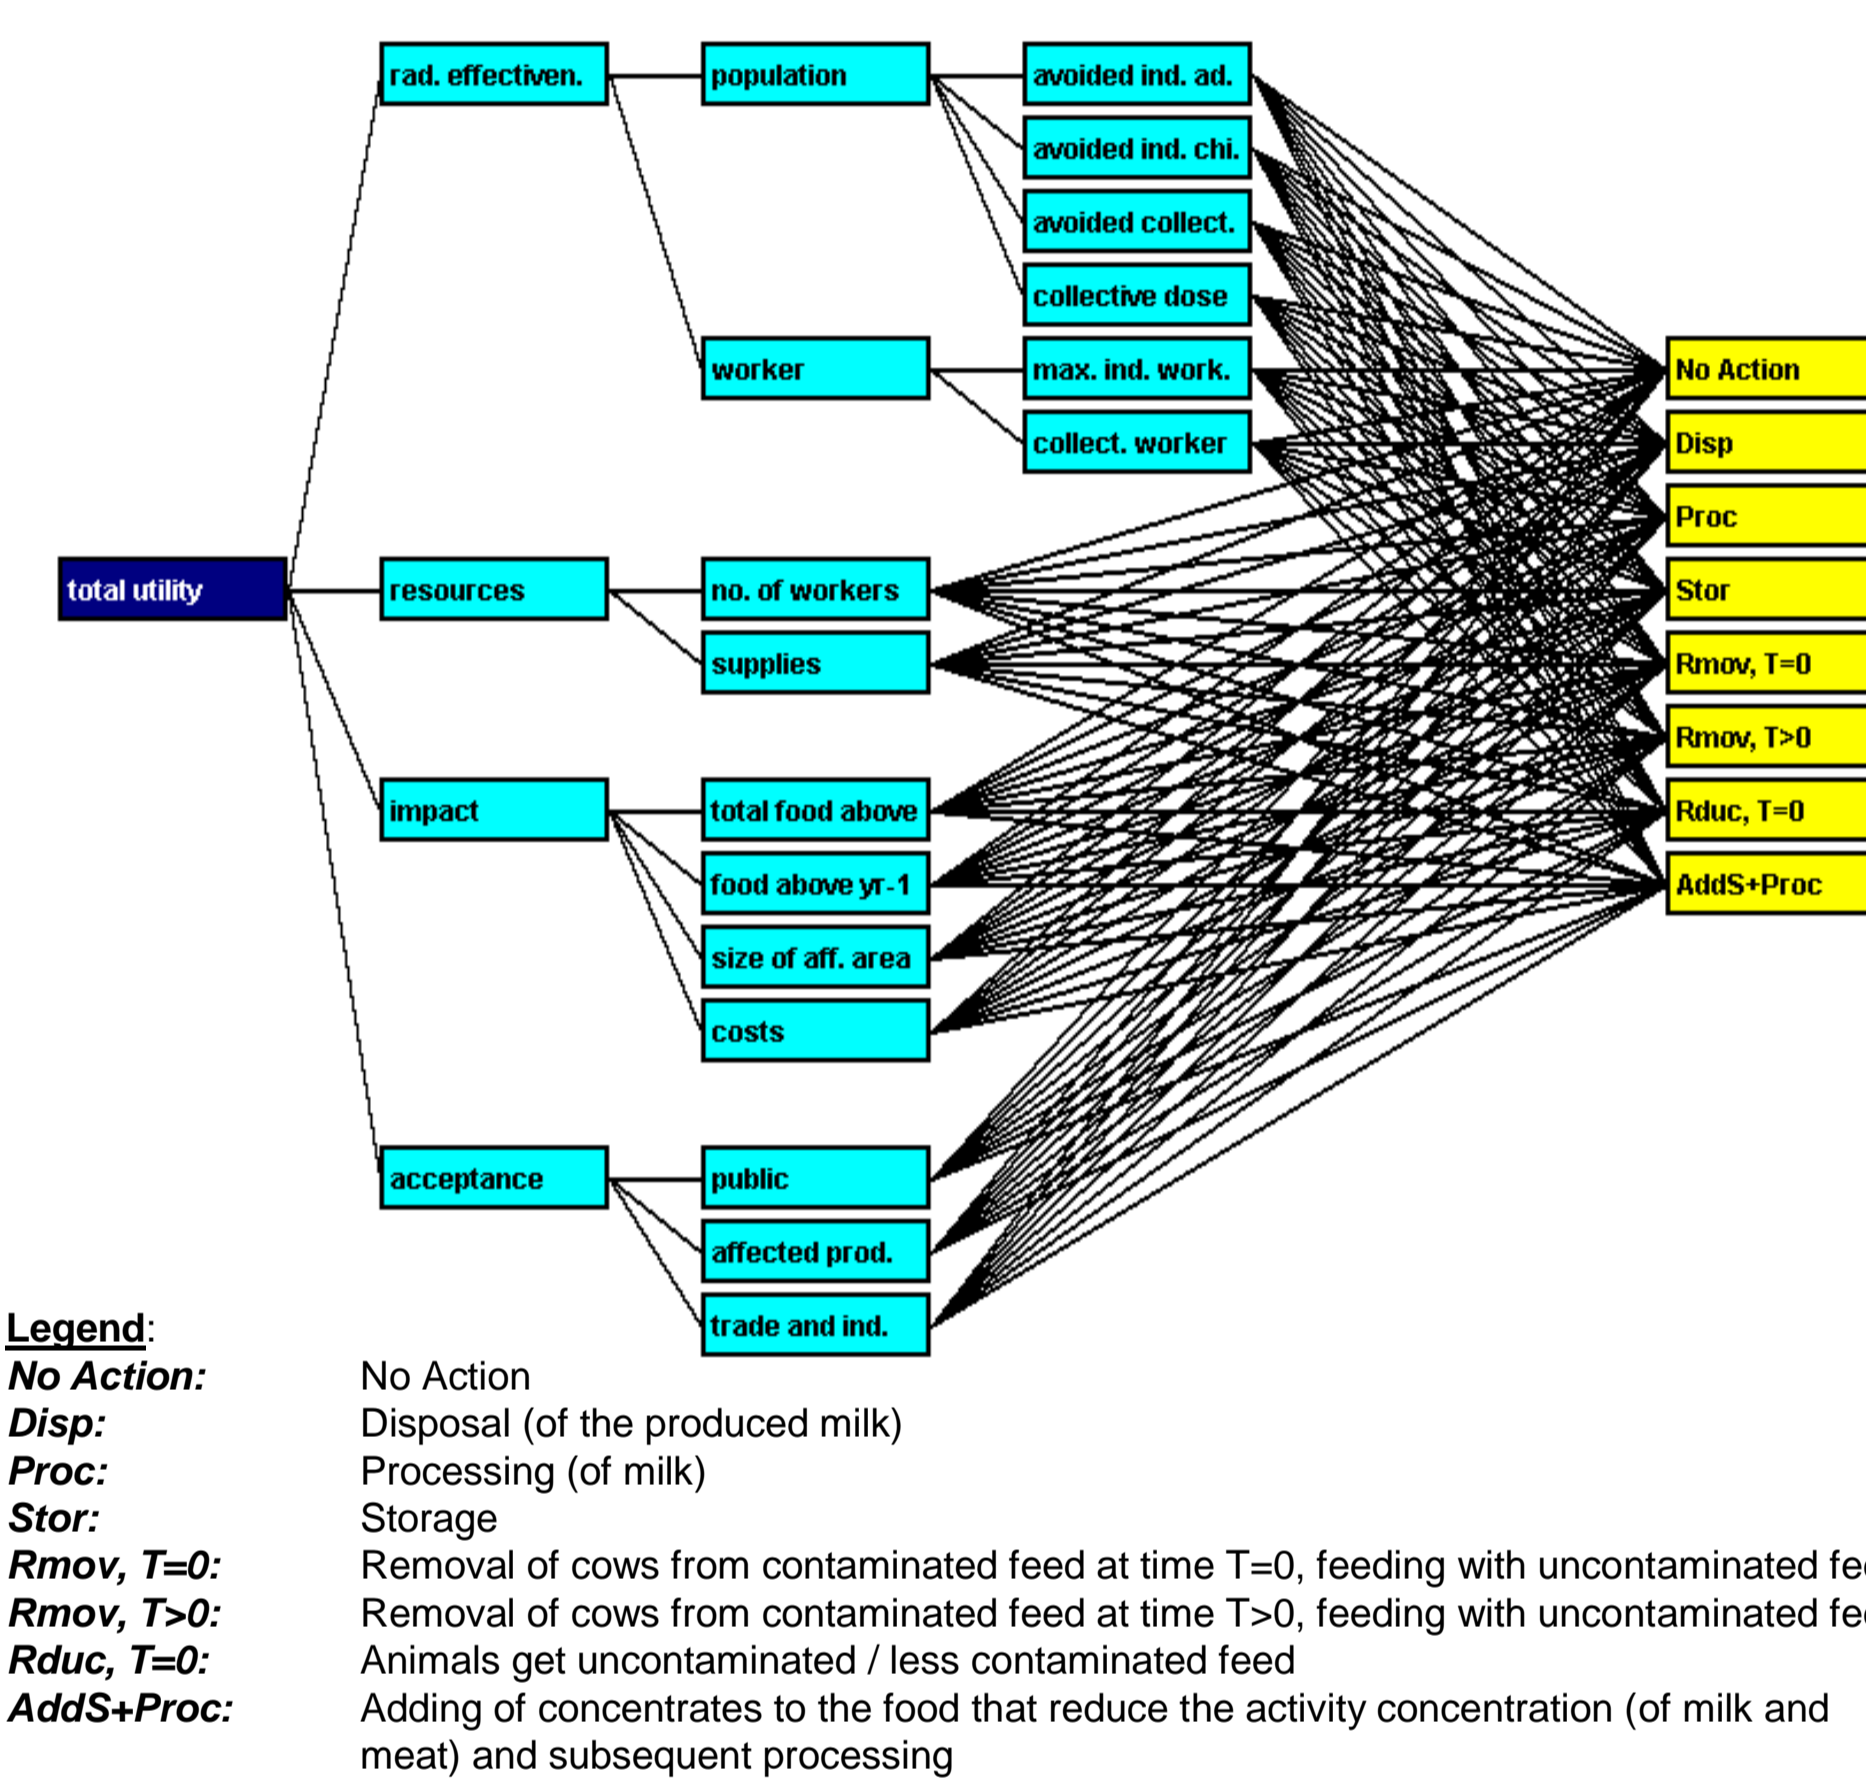 rad. effectiven.
population
avoided ind. ad.
avoided ind. chi.
avoided collect.
collective dose
worker
max. ind. work.
collect. worker
total utility
resources
no. of workers
supplies
impact
total food above
food above yr-1
size of aff. area
costs
acceptance
public
affected prod.
trade and ind.
No Action
Disp
Proc
Stor
Rmov, T=0
Rmov, T>0
Rduc, T=0
AddS+Proc
Legend:
No Action: No Action
Disp: Disposal (of the produced milk)
Proc: Processing (of milk)
Stor: Storage
Rmov, T=0: Removal of cows from contaminated feed at time T=0, feeding with uncontaminated
Rmov, T>0: Removal of cows from contaminated feed at time T>0, feeding with uncontaminated
Rduc, T=0: Animals get uncontaminated / less contaminated feed
AddS+Proc: Adding of concentrates to the food that reduce the activity concentration (of milk and
meat) and subsequent processing